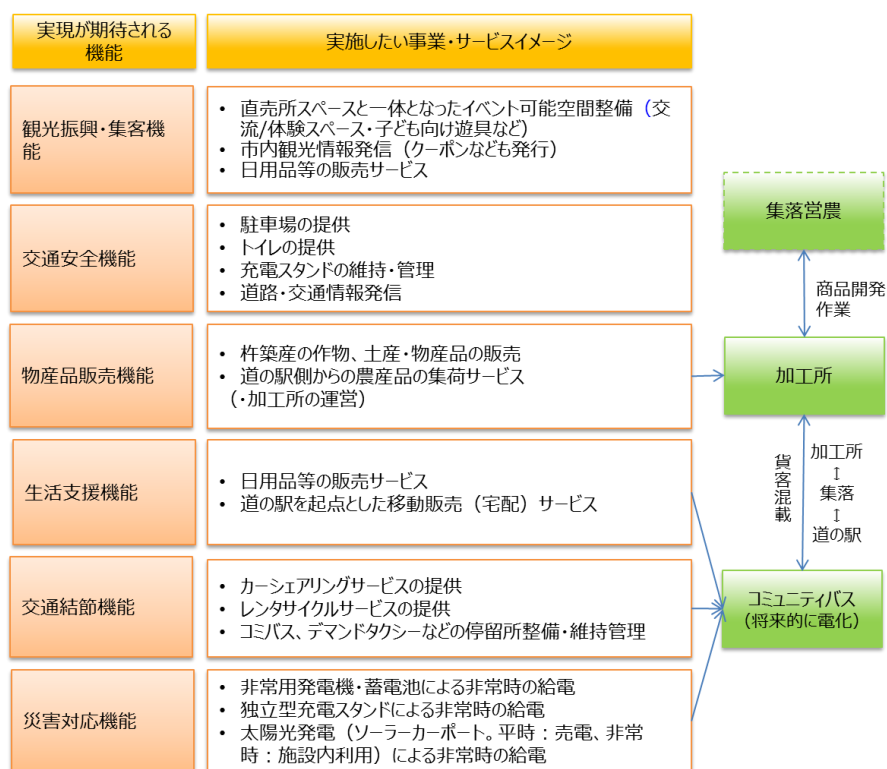 実現が期待される
機能
実施したい事業・サービスイメージ
観光振興・集客機
能
• 直売所スペースと一体となったイベント可能空間整備（交
流/体験スペース・子ども向け遊具など）
• 市内観光情報発信（クーポンなども発行）
• 日用品等の販売サービス
交通安全機能
• 駐車場の提供
• トイレの提供
• 充電スタンドの維持・管理
• 道路・交通情報発信
物産品販売機能
• 杵築産の作物、土産・物産品の販売
• 道の駅側からの農産品の集荷サービス
（・加工所の運営）
生活支援機能
• 日用品等の販売サービス
• 道の駅を起点とした移動販売（宅配）サービス
交通結節機能
• カーシェアリングサービスの提供
• レンタサイクルサービスの提供
• コミバス、デマンドタクシーなどの停留所整備・維持管理
災害対応機能
• 非常用発電機・蓄電池による非常時の給電
• 独立型充電スタンドによる非常時の給電
• 太陽光発電（ソーラーカーポート。平時：売電、非常
時：施設内利用）による非常時の給電
集落営農
商品開発
作業
加工所
貨客混載
加工所
↕
集落
↕
道の駅
コミュニティバス
（将来的に電化）